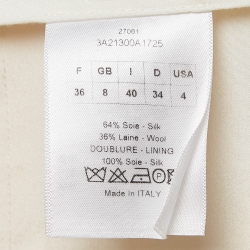 27061
3A21300A1725
F GB I D USA
36 8 40 34 4
64% Soie - Silk
36% Laine - Wool
DOUBLURE - LINING
100% Soie - Silk
Made in ITALY